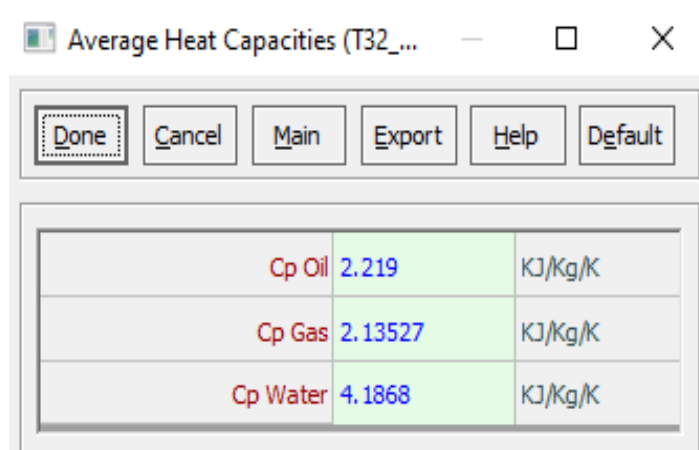 Average Heat Capacities (T32_...
Done Cancel Main Export Help Default
Cp Oil 2.219 KJ/Kg/K
Cp Gas 2.13527 KJ/Kg/K
Cp Water 4.1868 KJ/Kg/K